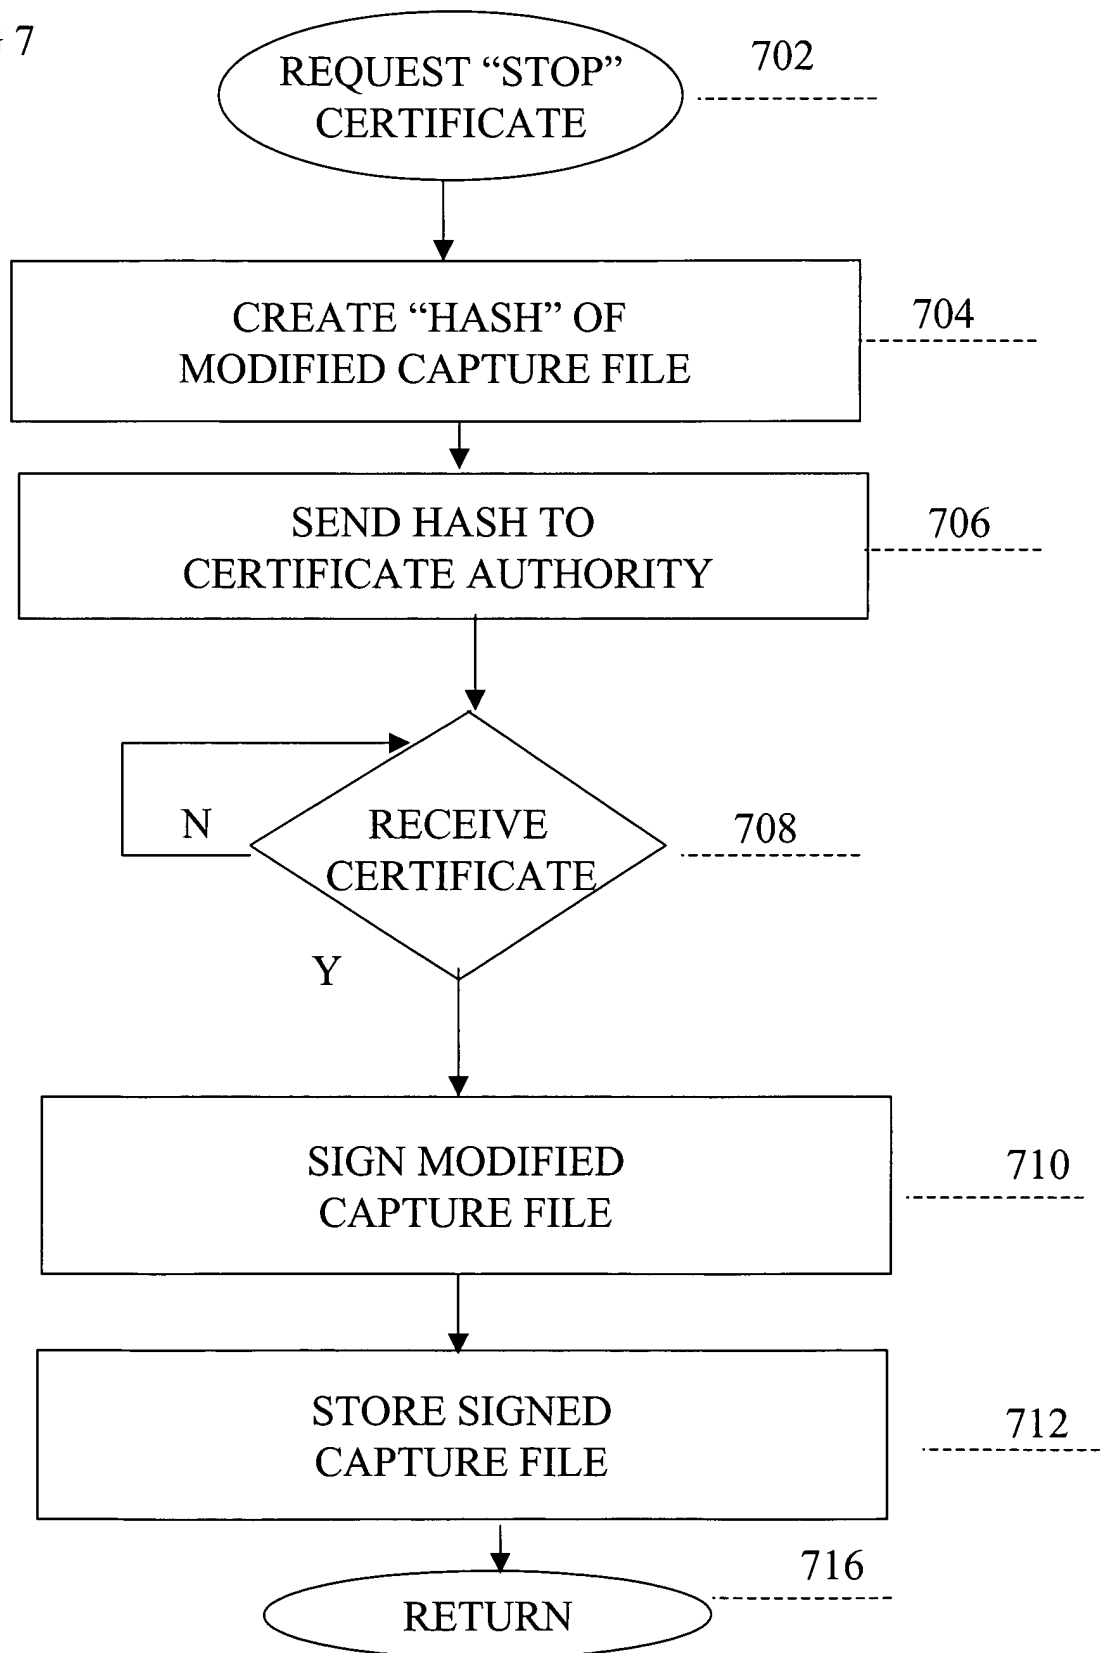 7
REQUEST “STOP”
CERTIFICATE
702
CREATE “HASH” OF
MODIFIED CAPTURE FILE
704
SEND HASH TO
CERTIFICATE AUTHORITY
706
N
RECEIVE
CERTIFICATE
708
Y
SIGN MODIFIED
CAPTURE FILE
710
STORE SIGNED
CAPTURE FILE
712
716
RETURN